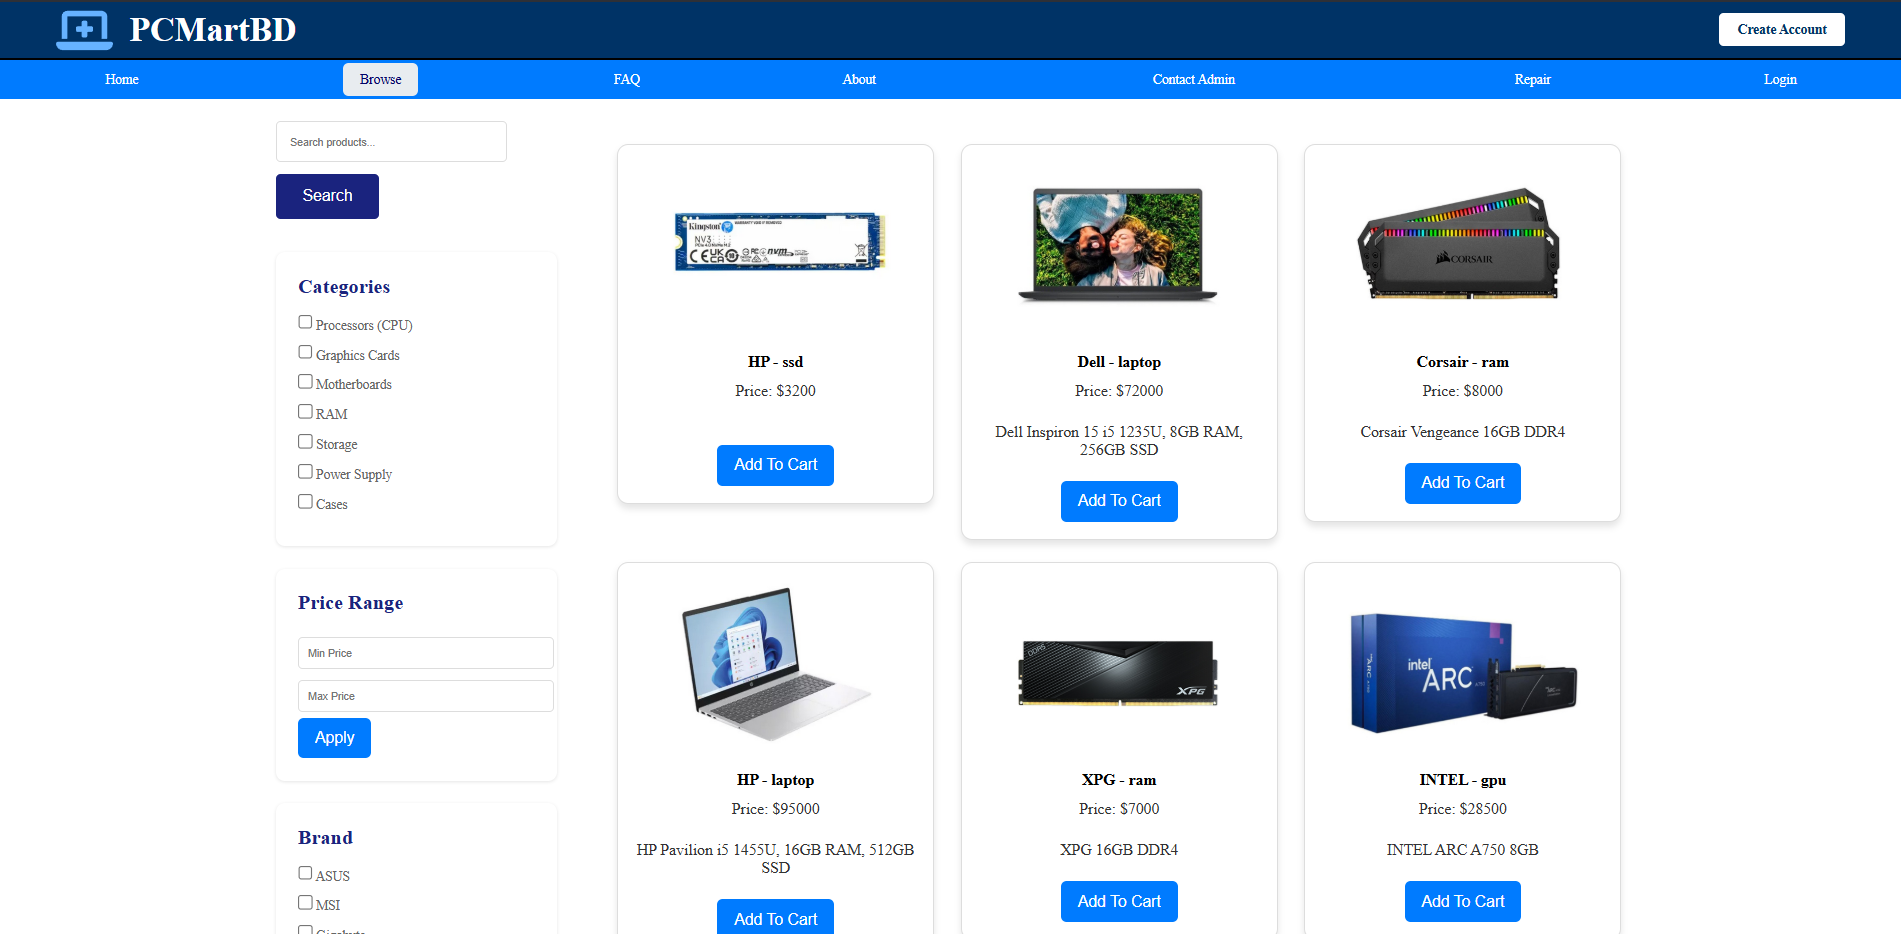 PCMartBD
Create Account
Home
Browse
FAQ
About
Contact Admin
Repair
Login
Search products...
Search
Categories
Processors (CPU)
Graphics Cards
Motherboards
RAM
Storage
Power Supply
Cases
Price Range
Min Price
Max Price
Apply
Brand
ASUS
MSI
Gigabyte
Kingston
NV3
nvm
HP - ssd
Price: $3200
Add To Cart
Dell - laptop
Price: $72000
Dell Inspiron 15 i5 1235U, 8GB RAM,
256GB SSD
Add To Cart
CORSAIR
Corsair - ram
Price: $8000
Corsair Vengeance 16GB DDR4
Add To Cart
HP - laptop
Price: $95000
HP Pavilion i5 1455U, 16GB RAM, 512GB
SSD
Add To Cart
DDR5
XPG
XPG - ram
Price: $7000
XPG 16GB DDR4
Add To Cart
intel
ARC
A750
ARC
INTEL - gpu
Price: $28500
INTEL ARC A750 8GB
Add To Cart